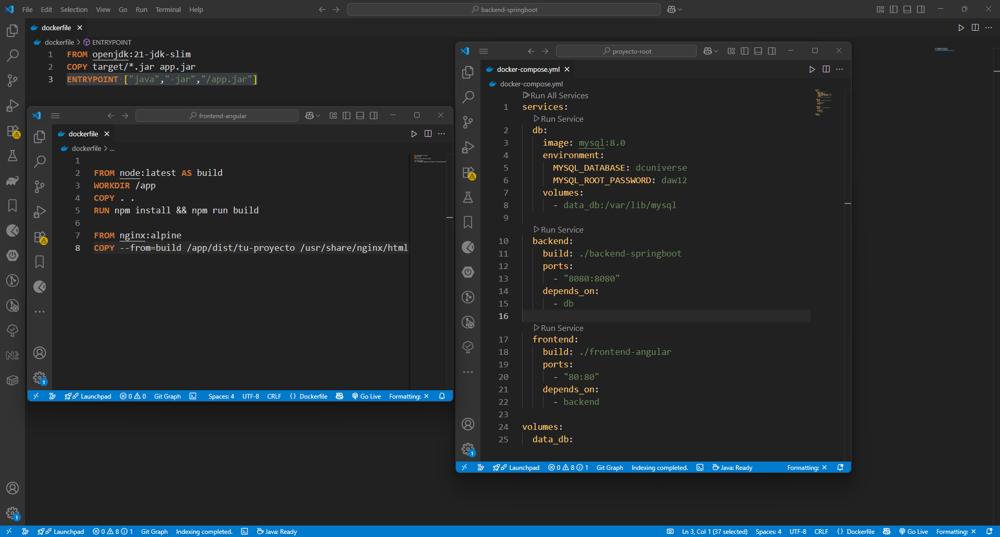 File Edit Selection View Go Run Terminal Help
backend-springboot
dockerfile
dockerfile > ENTRYPOINT
1 FROM openjdk:21-jdk-slim
2 COPY target/*.jar app.jar
3 ENTRYPOINT ["java","-jar","/app.jar"]
frontend-angular
dockerfile
dockerfile > ...
1
2 FROM node:latest AS build
3 WORKDIR /app
4 COPY . .
5 RUN npm install && npm run build
6
7 FROM nginx:alpine
8 COPY --from=build /app/dist/tu-proyecto /usr/share/nginx/html
1
Launchpad 0 0 Git Graph Spaces: 4 UTF-8 CRLF {} Dockerfile Go Live Formatting: ×
proyecto-root
docker-compose.yml
docker-compose.yml
Run All Services
1 services:
Run Service
2 db:
3 image: mysql:8.0
4 environment:
5 MYSQL_DATABASE: dcuniverse
6 MYSQL_ROOT_PASSWORD: daw12
7 volumes:
8 - data_db:/var/lib/mysql
9
Run Service
10 backend:
11 build: ./backend-springboot
12 ports:
13 - "8080:8080"
14 depends_on:
15 - db
16
Run Service
17 frontend:
18 build: ./frontend-angular
19 ports:
20 - "80:80"
21 depends_on:
22 - backend
23
24 volumes:
25 data_db:
1
Launchpad 0 8 1 Git Graph Indexing completed. Java: Ready Formatting: ×
N
1
Launchpad 0 8 1 Git Graph Indexing completed. Java: Ready Ln 3, Col 1 (37 selected) Spaces: 4 UTF-8 CRLF {} Dockerfile Go Live Formatting: ×